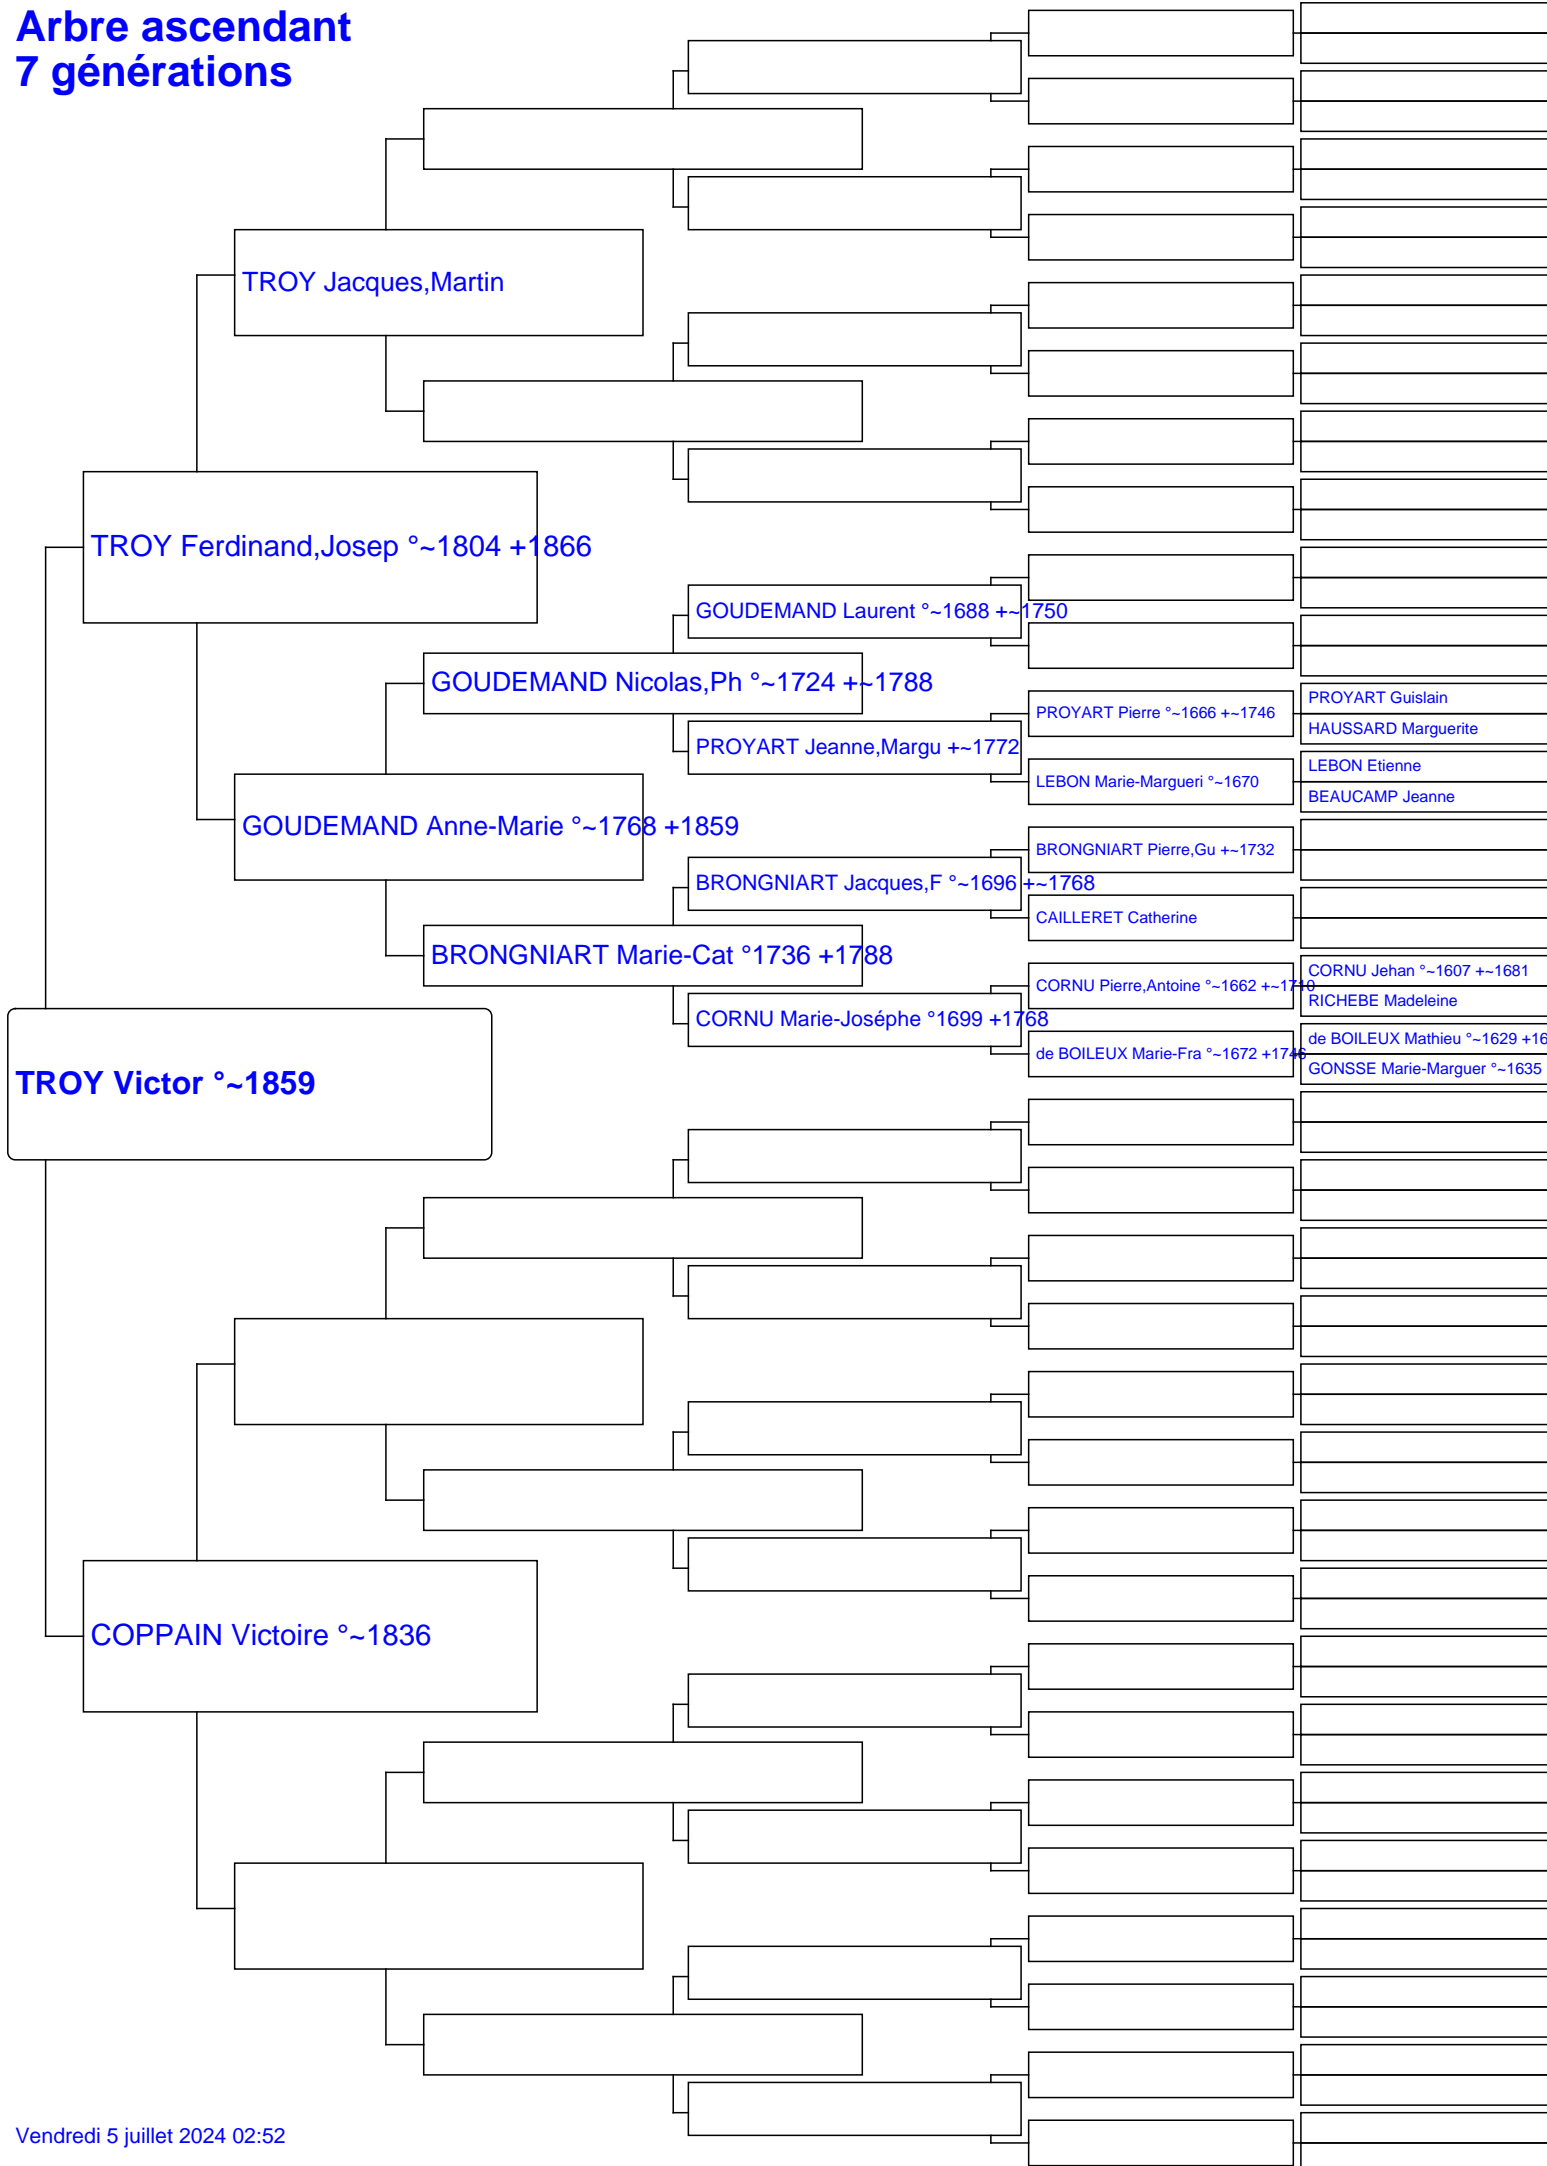 Arbre ascendant
7 générations
TROY Jacques,Martin
TROY Ferdinand,Josep °~1804 +1866
GOUDEMAND Laurent °~1688 +~1750
GOUDEMAND Nicolas,Ph °~1724 +~1788
PROYART Pierre °~1666 +~1746
PROYART Guislain
HAUSSARD Marguerite
PROYART Jeanne,Margu +~1772
LEBON Marie-Margueri °~1670
LEBON Etienne
BEAUCAMP Jeanne
GOUDEMAND Anne-Marie °~1768 +1859
BRONGNIART Pierre,Gu +~1732
BRONGNIART Jacques,F °~1696 +~1768
CAILLERET Catherine
BRONGNIART Marie-Cat °1736 +1788
CORNU Pierre,Antoine °~1662 +~1710
CORNU Jehan °~1607 +~1681
RICHEBE Madeleine
CORNU Marie-Joséphe °1699 +1768
de BOILEUX Marie-Fra °~1672 +1746
de BOILEUX Mathieu °~1629 +16
GONSSE Marie-Marguer °~1635
TROY Victor °~1859
COPPAIN Victoire °~1836
Vendredi 5 juillet 2024 02:52